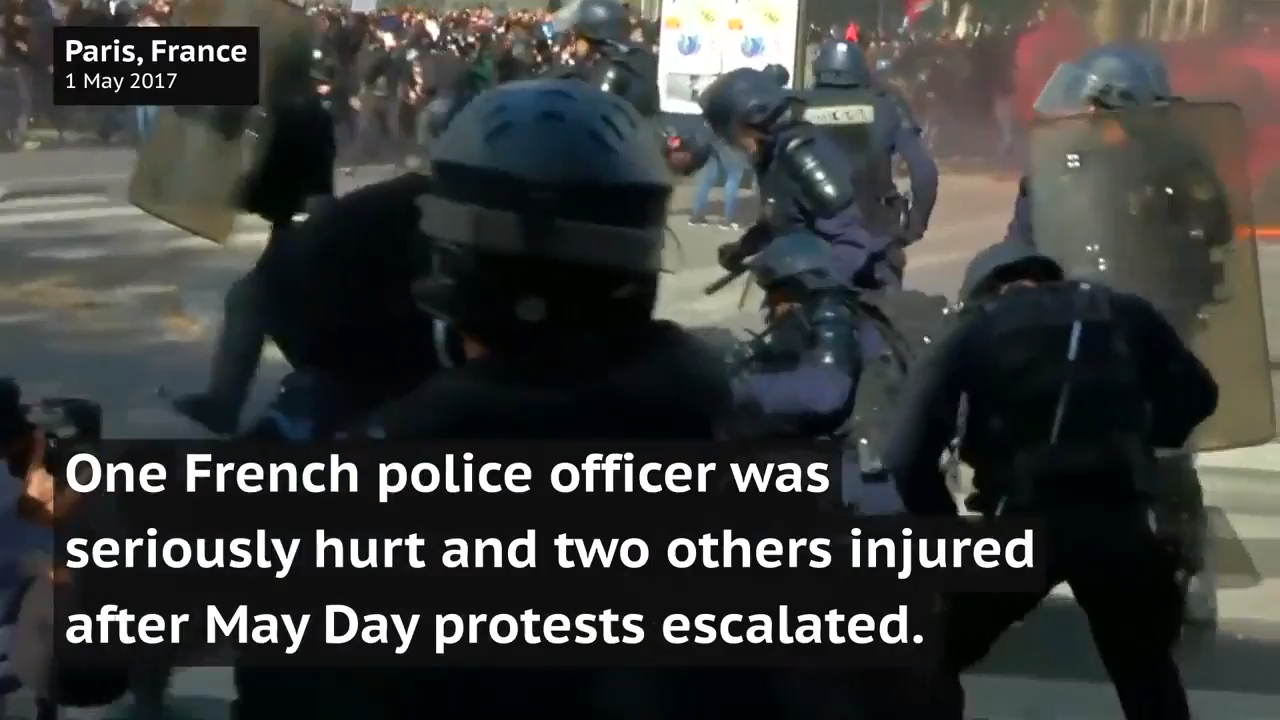 Paris, France
1 May 2017
One French police officer was
seriously hurt and two others injured
after May Day protests escalated.